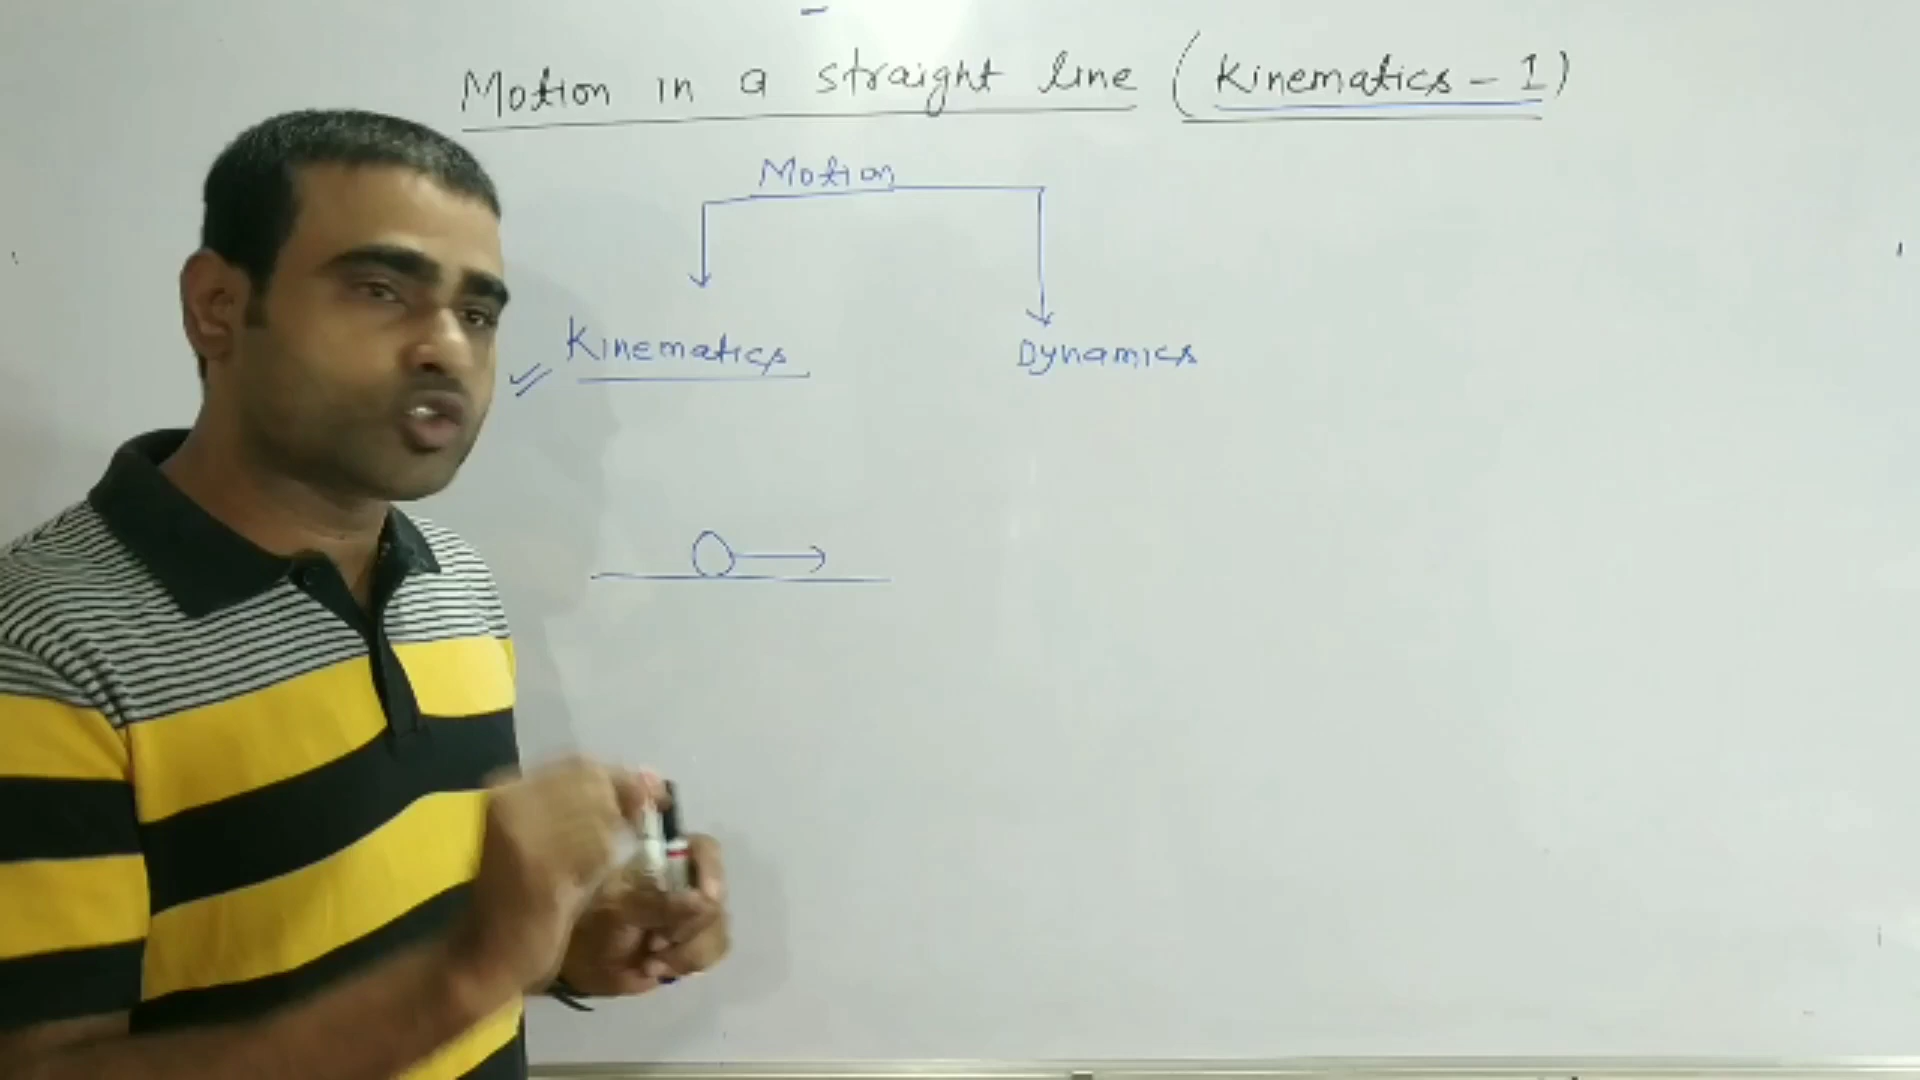 Motion in a straight line (Kinematics - 1)
Motion
Kinematics
Dynamics